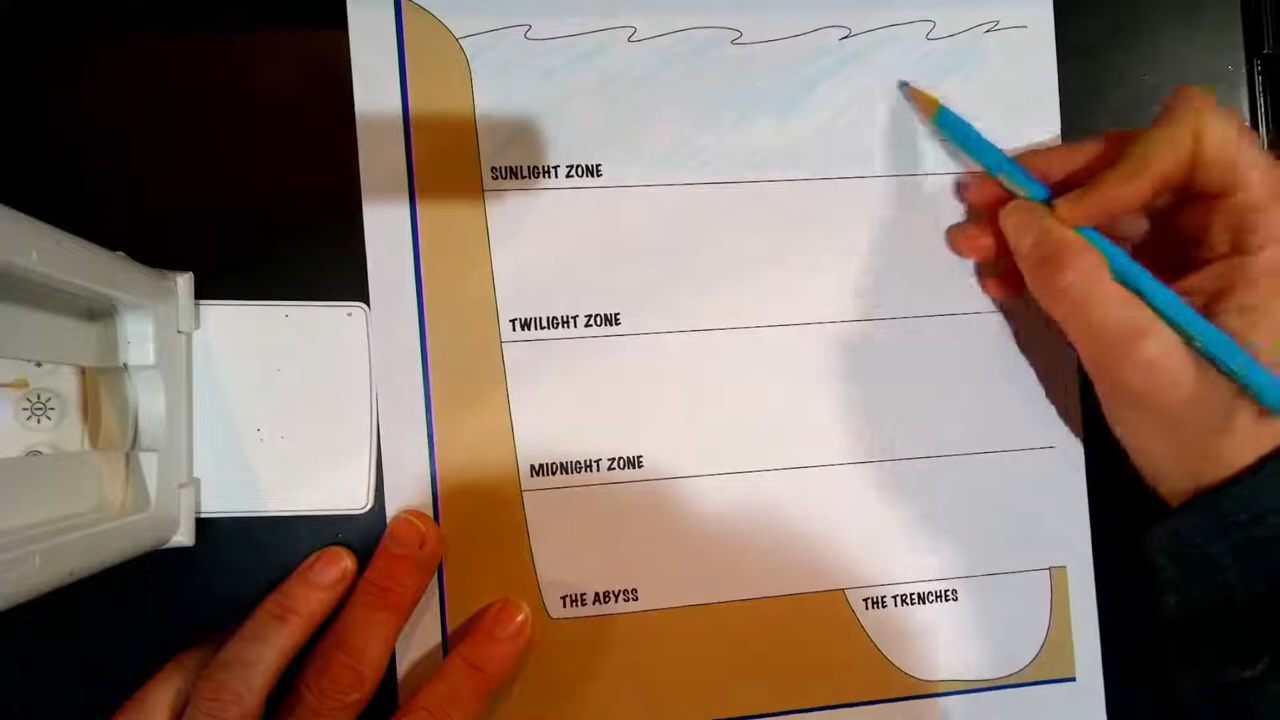 SUNLIGHT ZONE
TWILIGHT ZONE
MIDNIGHT ZONE
THE ABYSS
THE TRENCHES